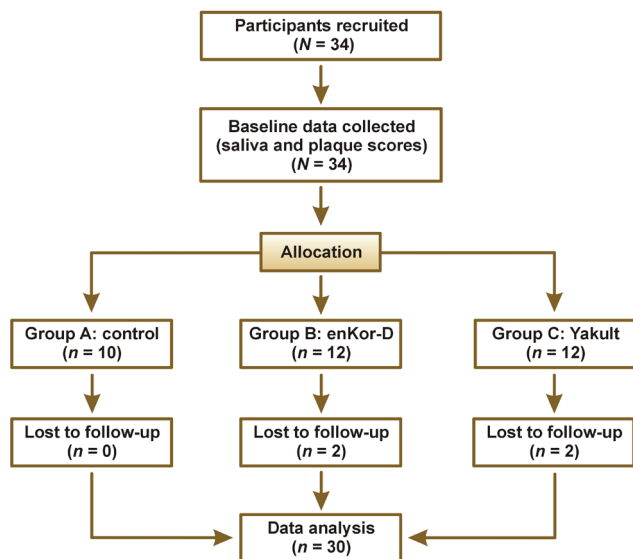 Participants recruited
(N = 34)
Baseline data collected
(saliva and plaque scores)
(N = 34)
Allocation
Group A: control
(n = 10)
Group B: enKor-D
(n = 12)
Group C: Yakult
(n = 12)
Lost to follow-up
(n = 0)
Lost to follow-up
(n = 2)
Lost to follow-up
(n = 2)
Data analysis
(n = 30)